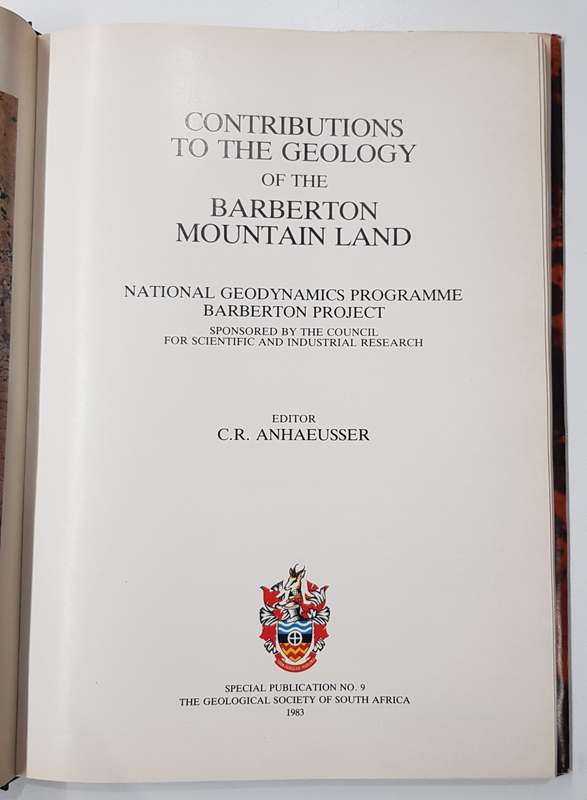 CONTRIBUTIONS
TO THE GEOLOGY
OF THE
BARBERTON
MOUNTAIN LAND
NATIONAL GEODYNAMICS PROGRAMME
BARBERTON PROJECT
SPONSORED BY THE COUNCIL
FOR SCIENTIFIC AND INDUSTRIAL RESEARCH
EDITOR
C.R. ANHAEUSSER
SPECIAL PUBLICATION NO. 9
THE GEOLOGICAL SOCIETY OF SOUTH AFRICA
1983